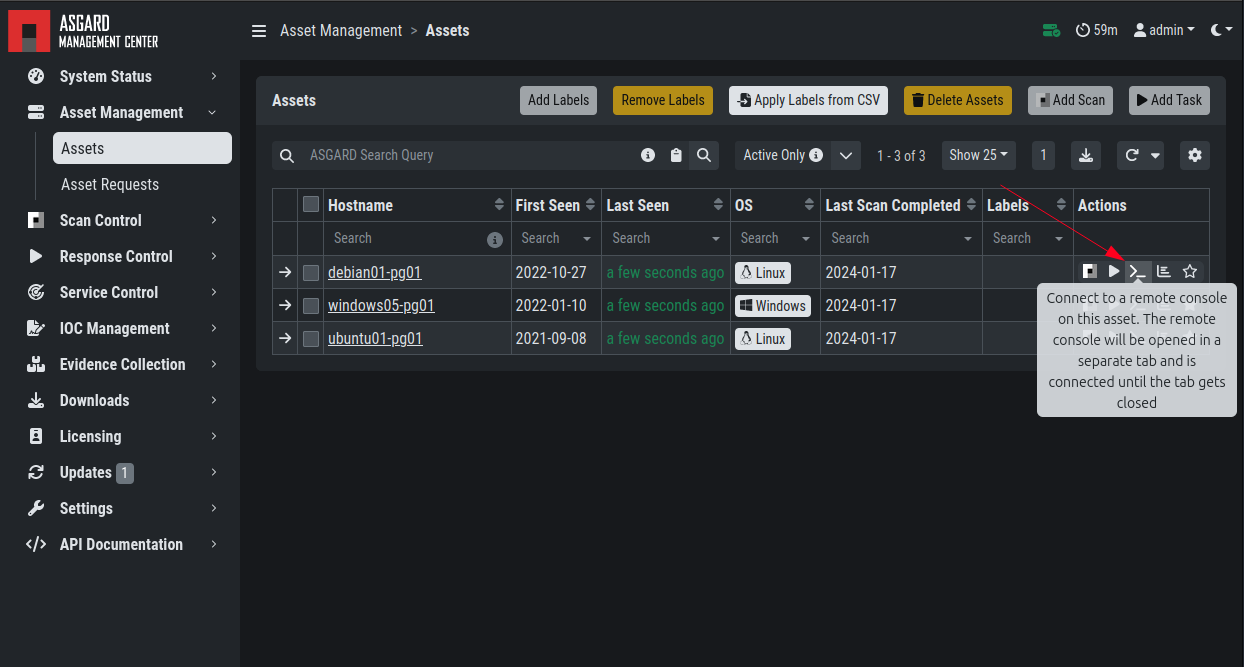 ASGARD
MANAGEMENT CENTER
Asset Management > Assets
59m
admin
System Status
Asset Management
Assets
Asset Requests
Scan Control
Response Control
Service Control
IOC Management
Evidence Collection
Downloads
Licensing
Updates 1
Settings
API Documentation
Assets
Add Labels
Remove Labels
Apply Labels from CSV
Delete Assets
Add Scan
Add Task
ASGARD Search Query
Active Only
1 - 3 of 3
Show 25
1
Hostname First Seen Last Seen OS Last Scan Completed Labels Actions
Search Search Search Search Search Search
debian01-pg01 2022-10-27 a few seconds ago Linux 2024-01-17
windows05-pg01 2022-01-10 a few seconds ago Windows 2024-01-17
ubuntu01-pg01 2021-09-08 a few seconds ago Linux 2024-01-17
Connect to a remote console
on this asset. The remote
console will be opened in a
separate tab and is
connected until the tab gets
closed